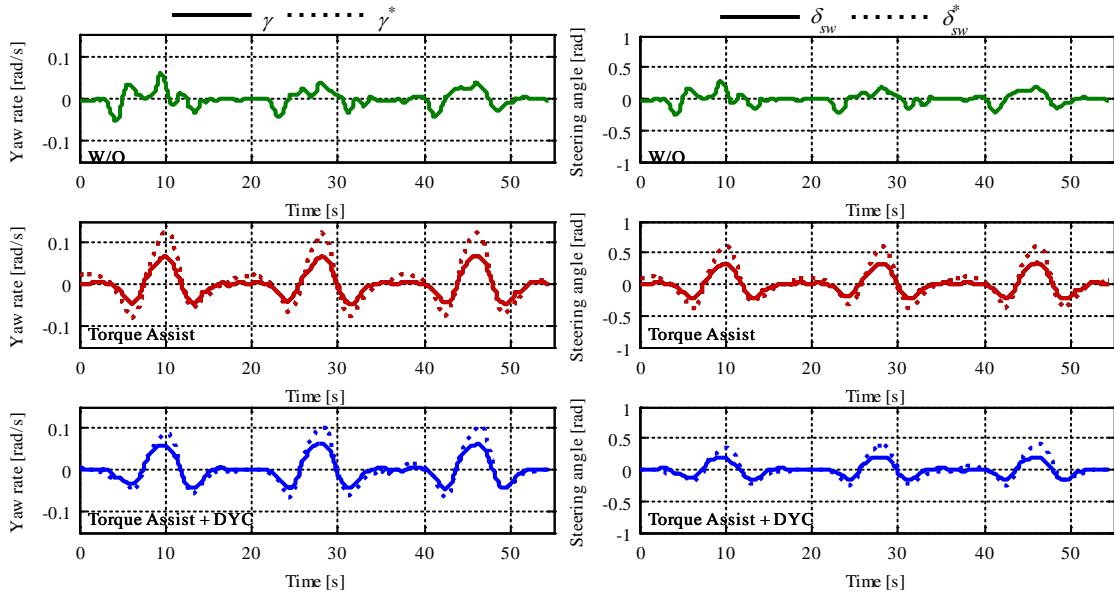 γ γ*
δsw δ*sw
Yaw rate [rad/s]
0.1
0
-0.1
W/O
0 10 20 30 40 50
Time [s]
Steering angle [rad]
1
0.5
0
-0.5
-1
W/O
0 10 20 30 40 50
Time [s]
Yaw rate [rad/s]
0.1
0
-0.1
Torque Assist
0 10 20 30 40 50
Time [s]
Steering angle [rad]
1
0.5
0
-0.5
-1
Torque Assist
0 10 20 30 40 50
Time [s]
Yaw rate [rad/s]
0.1
0
-0.1
Torque Assist + DYC
0 10 20 30 40 50
Time [s]
Steering angle [rad]
1
0.5
0
-0.5
-1
Torque Assist + DYC
0 10 20 30 40 50
Time [s]